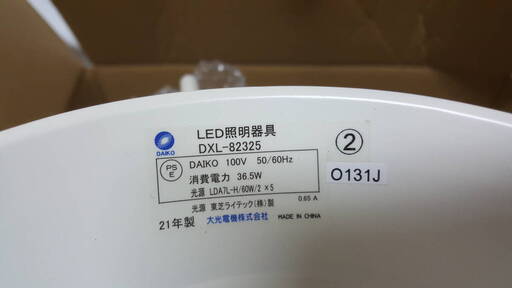 LED照明器具
DXL-82325
DAIKO
②
PS
E
DAIKO 100V 50/60Hz
消費電力 36.5W
光源 LDA7L-H/60W/2 ×5
O131J
光源 東芝ライテック(株)製
0.65 A
21年製 大光電機株式会社 MADE IN CHINA